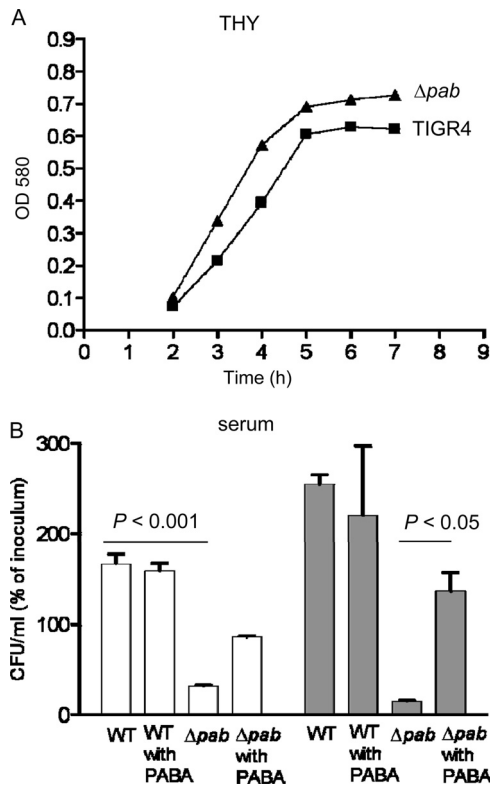 A
THY
0.9
0.8
0.7
0.6
0.5
0.4
0.3
0.2
0.1
0.0
OD 580
Δpab
TIGR4
0 1 2 3 4 5 6 7 8 9
Time (h)
B
serum
300
200
100
0
CFU/ml (% of inoculum)
P < 0.001
P < 0.05
WT
WT with PABA
Δpab
Δpab with PABA
WT
WT with PABA
Δpab
Δpab with PABA